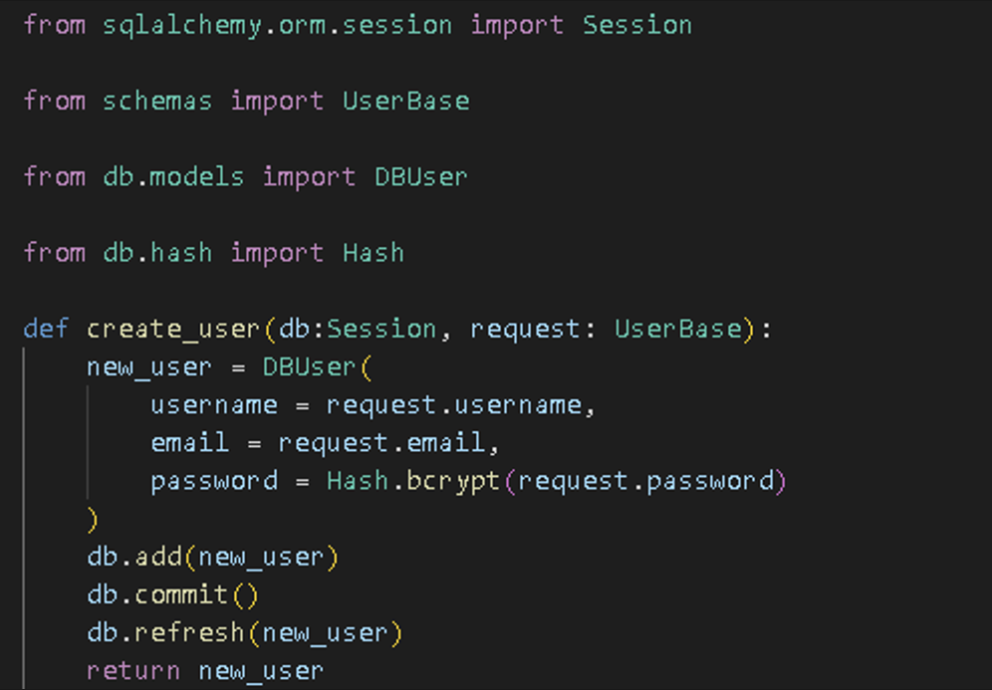 from sqlalchemy.orm.session import Session
from schemas import UserBase
from db.models import DBUser
from db.hash import Hash
def create_user(db:Session, request: UserBase):
    new_user = DBUser(
        username = request.username,
        email = request.email,
        password = Hash.bcrypt(request.password)
    )
    db.add(new_user)
    db.commit()
    db.refresh(new_user)
    return new_user